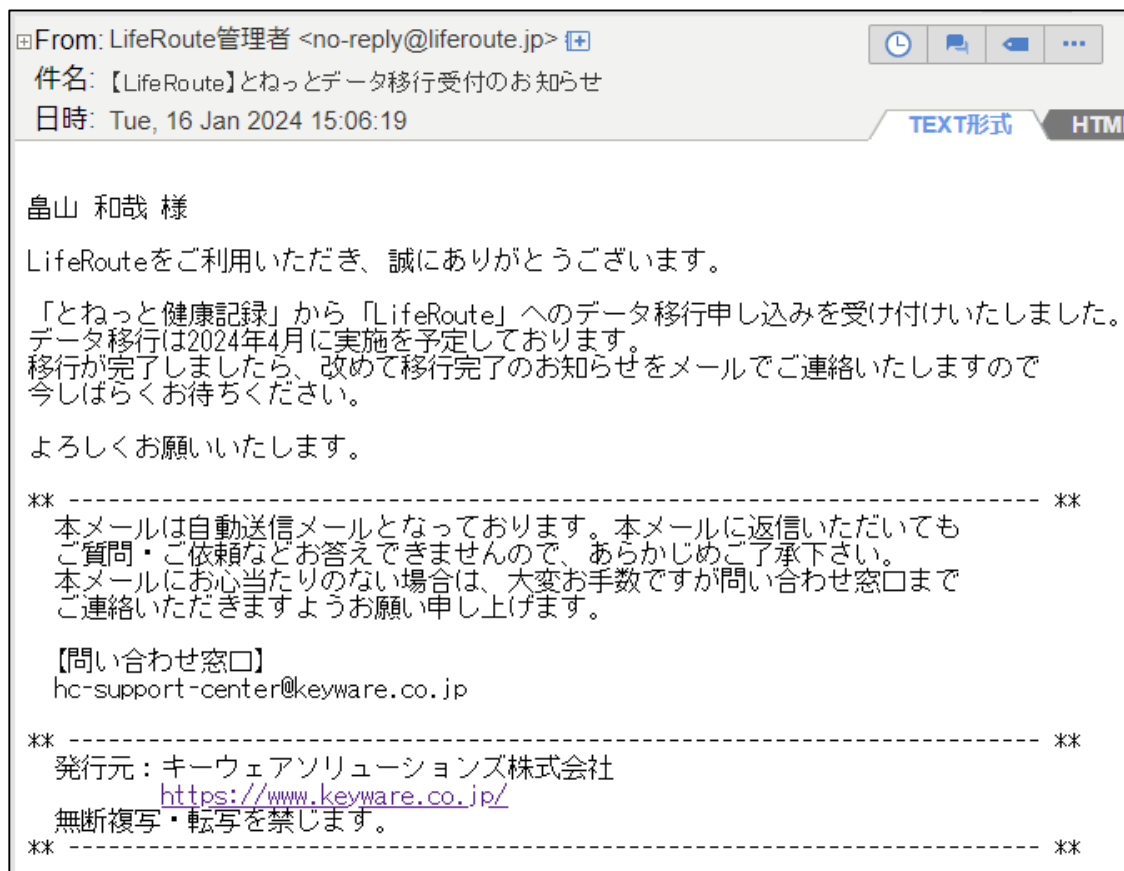 From: LifeRoute管理者 <no-reply@liferoute.jp>
件名: 【LifeRoute】とねっとデータ移行受付のお知らせ
日時: Tue, 16 Jan 2024 15:06:19
TEXT形式 HTM
畠山 和哉 様
LifeRouteをご利用いただき、誠にありがとうございます。
「とねっと健康記録」から「LifeRoute」へのデータ移行申し込みを受け付けいたしました。
データ移行は2024年4月に実施を予定しております。
移行が完了しましたら、改めて移行完了のお知らせをメールでご連絡いたしますので
今しばらくお待ちください。
よろしくお願いいたします。
** ------------------------------------------------------------------------ **
本メールは自動送信メールとなっております。本メールに返信いただいても
ご質問・ご依頼などお答えできませんので、あらかじめご了承下さい。
本メールにお心当たりのない場合は、大変お手数ですが問い合わせ窓口まで
ご連絡いただきますようお願い申し上げます。
【問い合わせ窓口】
hc-support-center@keyware.co.jp
** ------------------------------------------------------------------------ **
発行元：キーウェアソリューションズ株式会社
https://www.keyware.co.jp/
無断複写・転写を禁じます。
** ------------------------------------------------------------------------ **